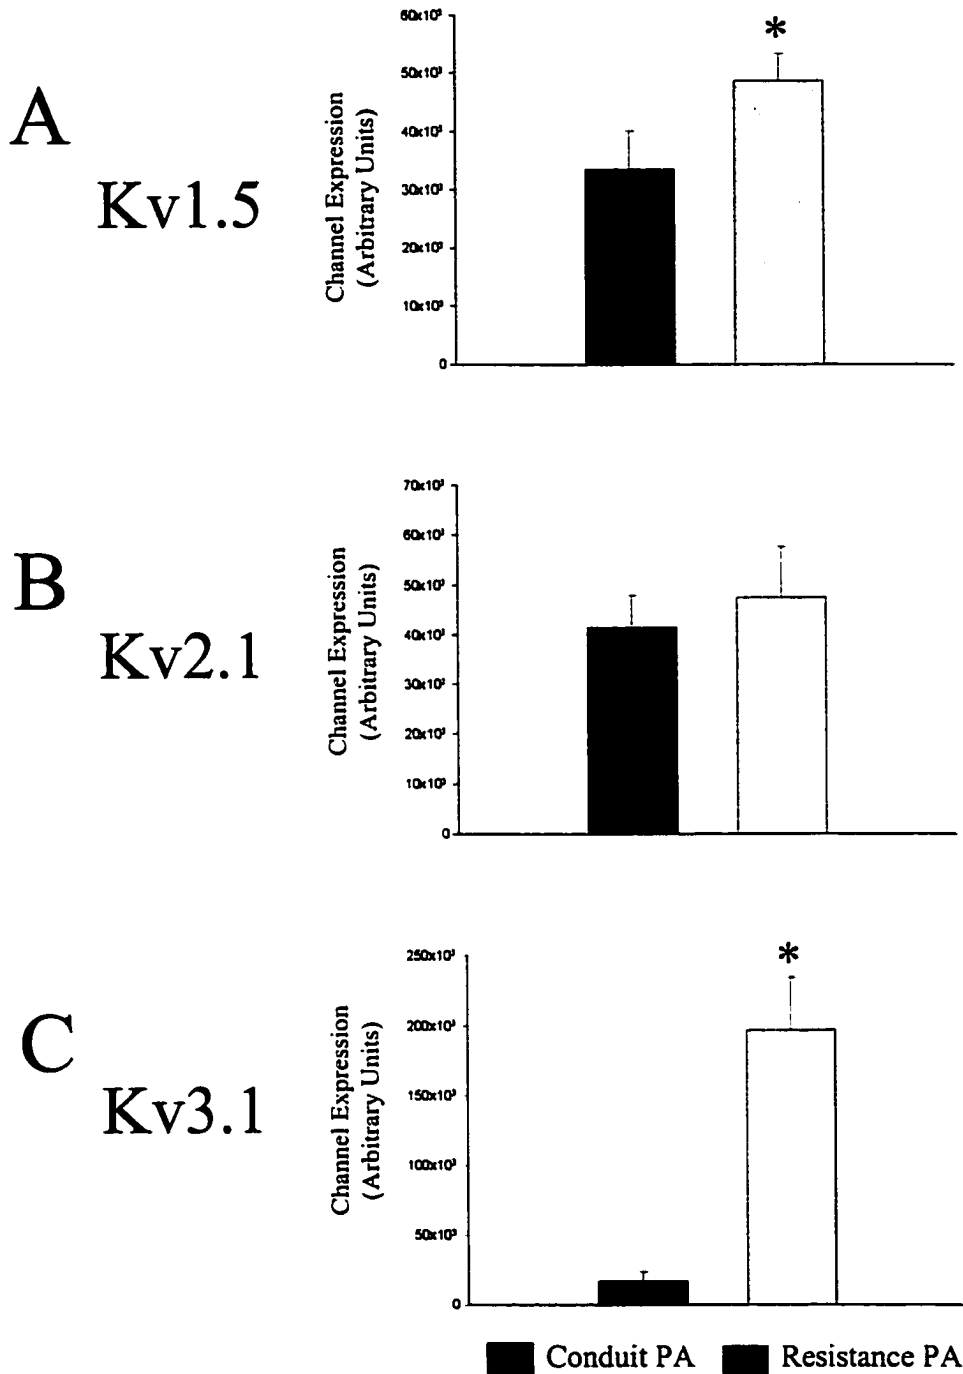 A
Kv1.5
Channel Expression
(Arbitrary Units)
60x10³
50x10³
40x10³
30x10³
20x10³
10x10³
0
*
B
Kv2.1
Channel Expression
(Arbitrary Units)
70x10³
60x10³
50x10³
40x10³
30x10³
20x10³
10x10³
0
C
Kv3.1
Channel Expression
(Arbitrary Units)
250x10³
200x10³
150x10³
100x10³
50x10³
0
*
Conduit PA
Resistance PA